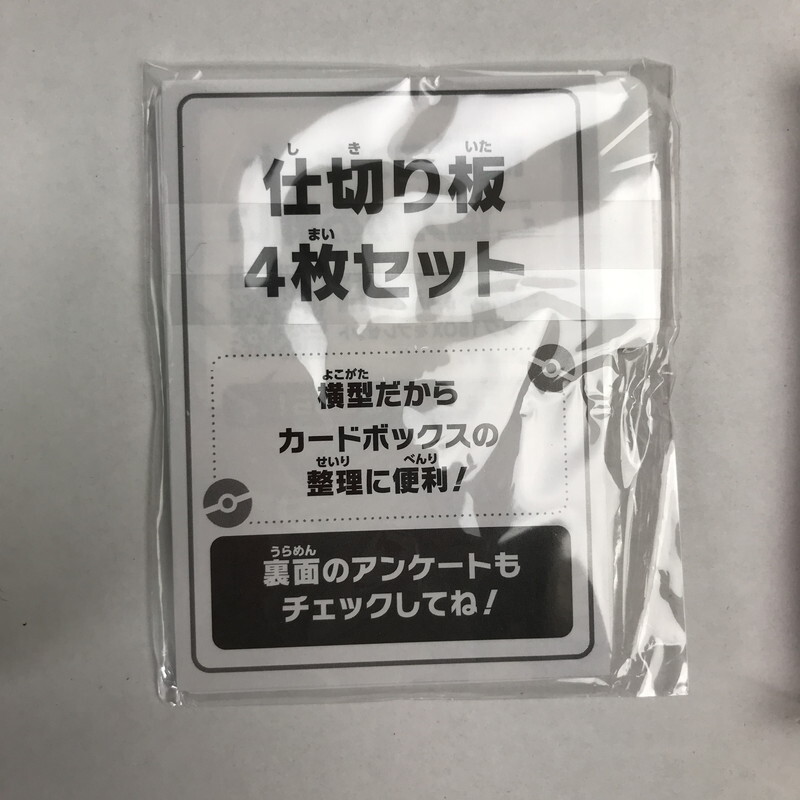 仕切り板
4枚セット
横型だから
カードボックスの
整理に便利!
裏面のアンケートも
チェックしてね!